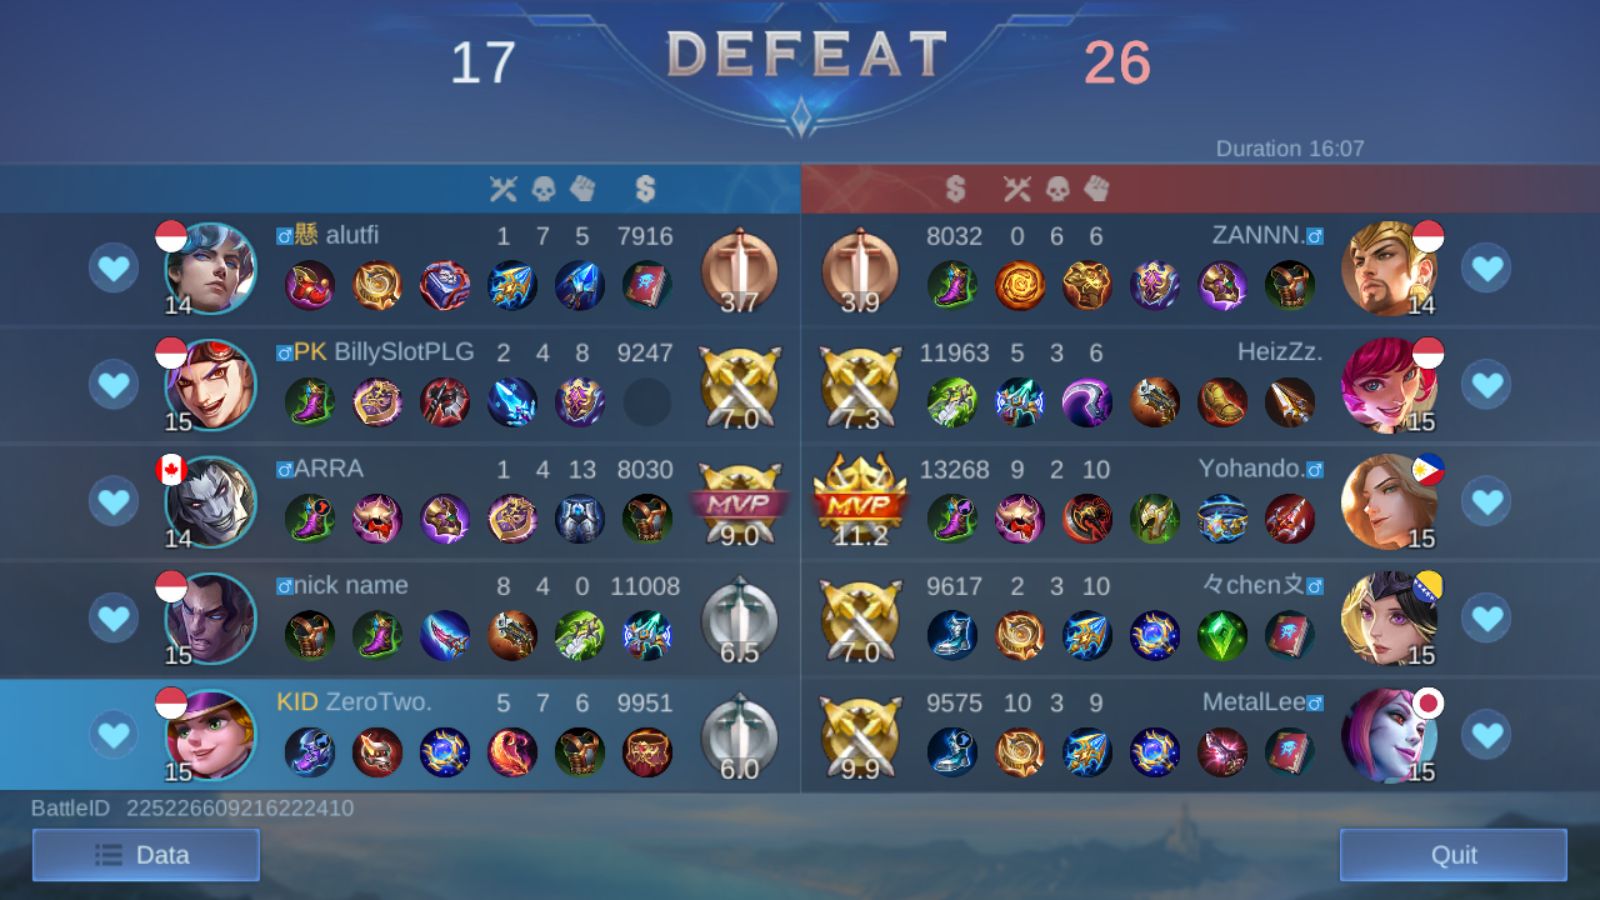 17 DEFEAT 26
Duration 16:07
懸 alutfi 1 7 5 7916
14 3.7
3.9 8032 0 6 6 ZANNN.
14
PK BillySlotPLG 2 4 8 9247
15 7.0
7.3 11963 5 3 6 HeizZz.
15
ARRA 1 4 13 8030
14 MVP 9.0
MVP 11.2 13268 9 2 10 Yohando.
15
nick name 8 4 0 11008
15 6.5
7.0 9617 2 3 10 々chєn文
15
KID ZeroTwo. 5 7 6 9951
15 6.0
9.9 9575 10 3 9 MetalLee
15
BattleID 225226609216222410
Data
Quit